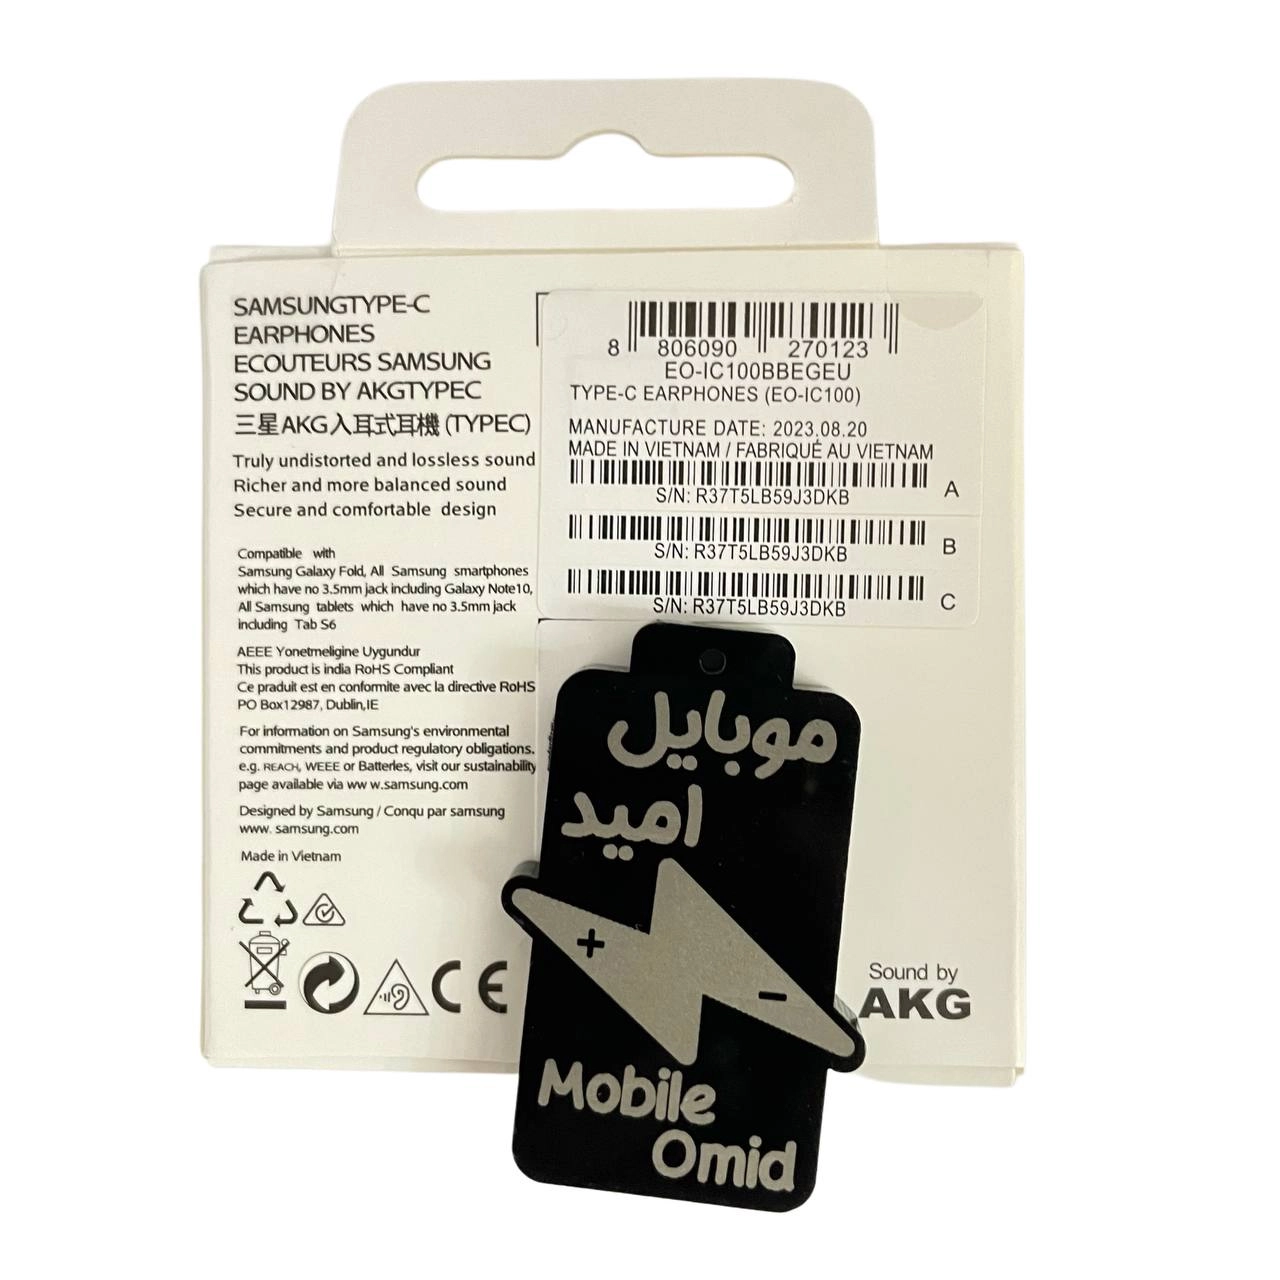 SAMSUNGTYPE-C
EARPHONES
ECOUTEURS SAMSUNG
SOUND BY AKGTYPEC
三星AKG入耳式耳機 (TYPEC)
Truly undistorted and lossless sound
Richer and more balanced sound
Secure and comfortable design
Compatible with
Samsung Galaxy Fold, All Samsung smartphones
which have no 3.5mm jack including Galaxy Note10,
All Samsung tablets which have no 3.5mm jack
including Tab S6
AEEE Yonetmeligine Uygundur
This product is india RoHS Compliant
Ce praduit est en conformite avec la directive RoHS
PO Box12987, Dublin,IE
For information on Samsung's environmental
commitments and product regulatory obligations.
e.g. REACH, WEEE or Batterles, visit our sustainability
page available via ww w.samsung.com
Designed by Samsung / Conqu par samsung
www. samsung.com
Made in Vietnam
CE
8 806090 270123
EO-IC100BBEGEU
TYPE-C EARPHONES (EO-IC100)
MANUFACTURE DATE: 2023.08.20
MADE IN VIETNAM / FABRIQUÉ AU VIETNAM
S/N: R37T5LB59J3DKB A
S/N: R37T5LB59J3DKB B
S/N: R37T5LB59J3DKB C
موبایل
امید
+
-
Mobile
Omid
Sound by
AKG